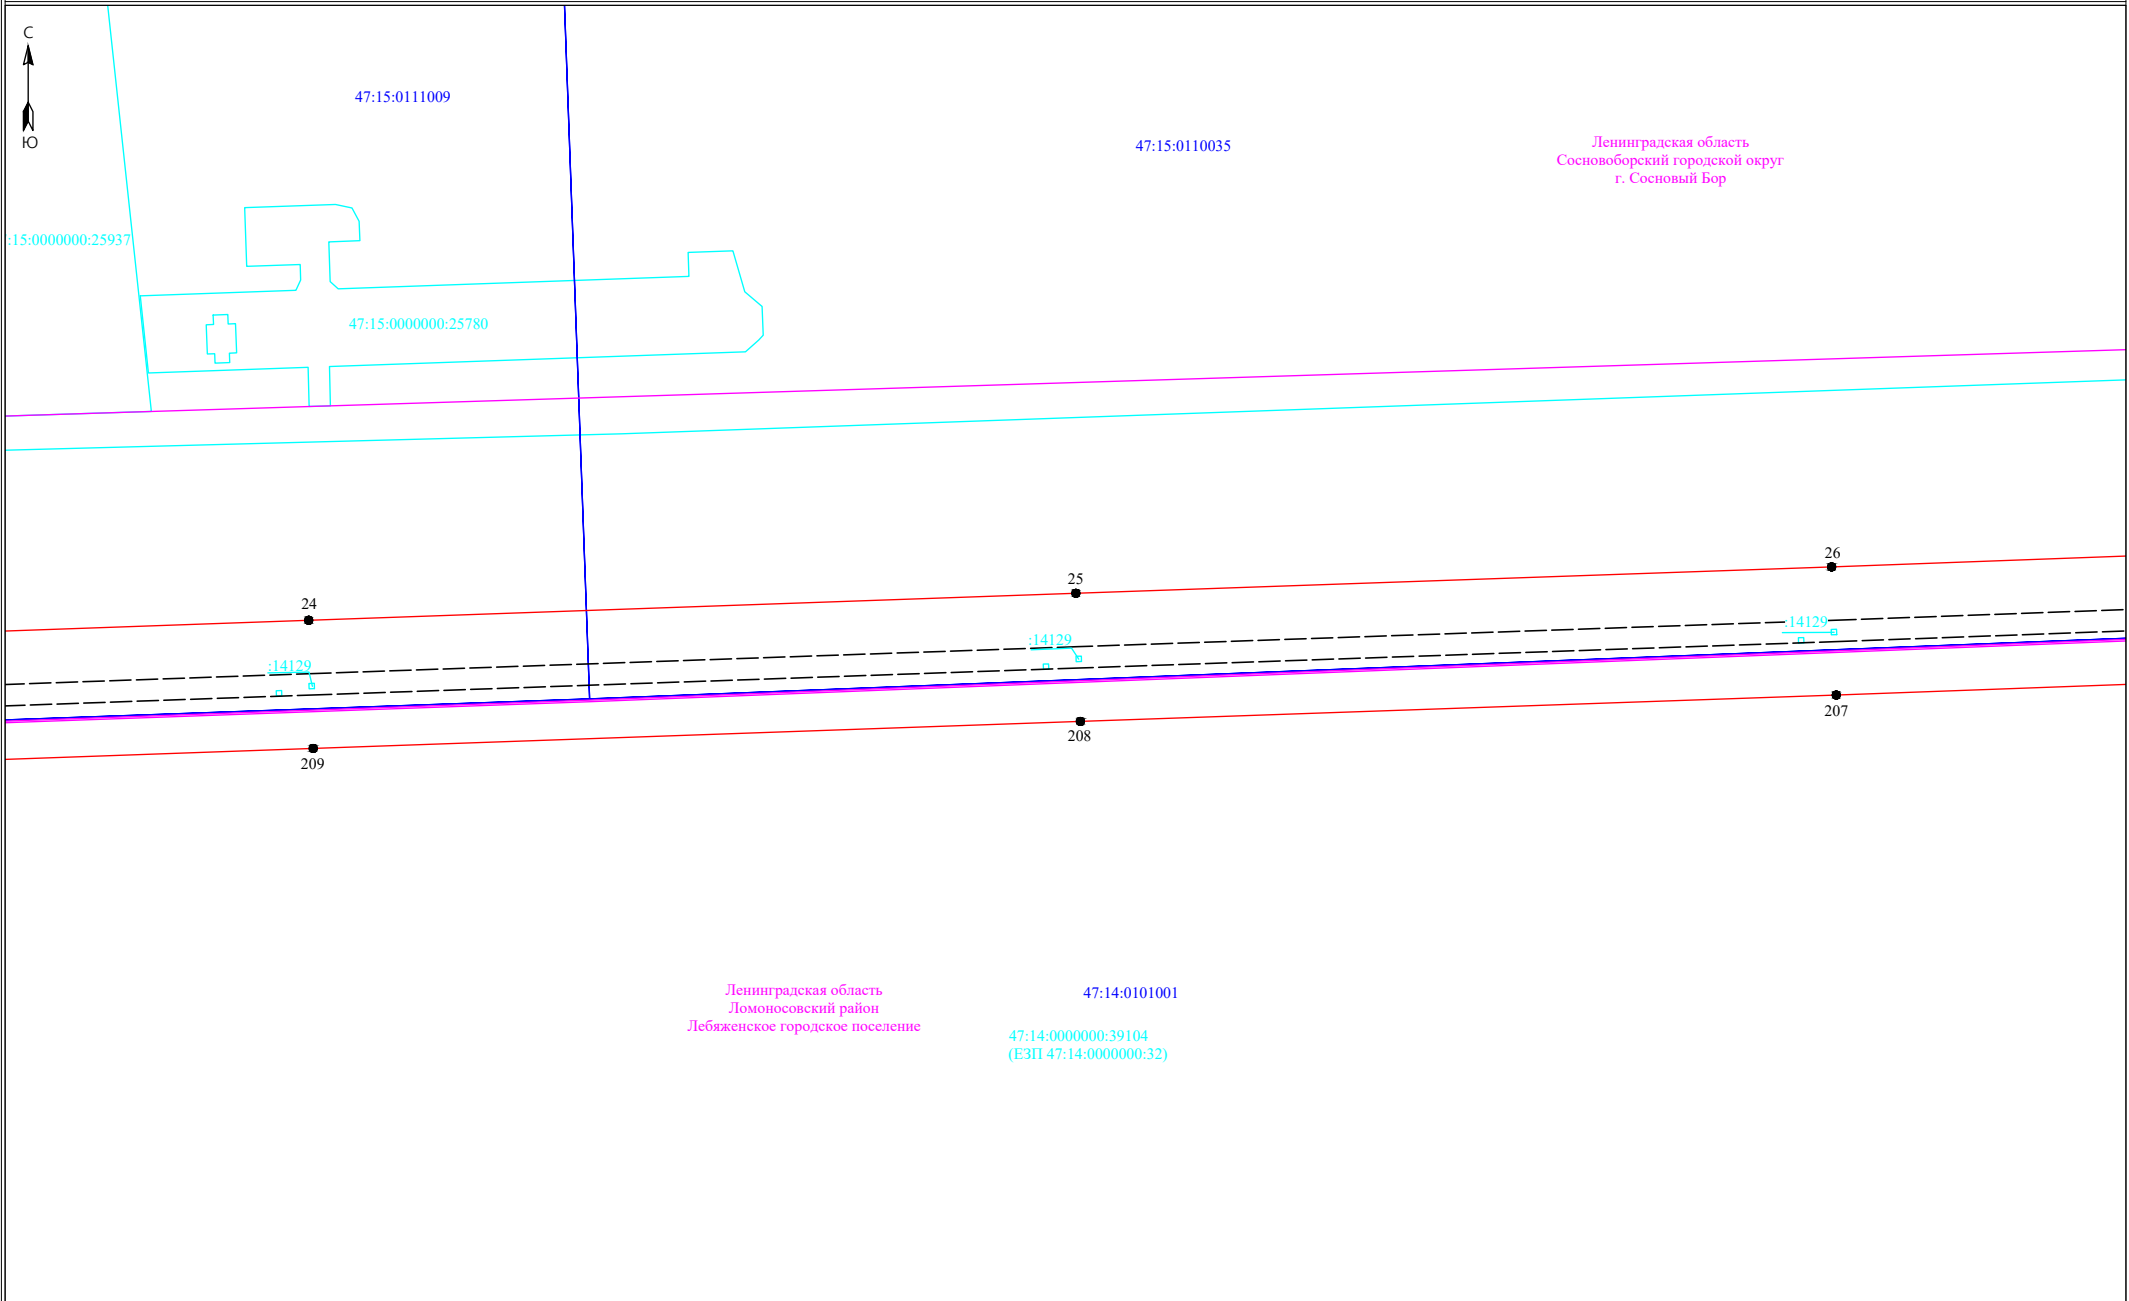 С
Ю
47:15:0111009
47:15:0110035
Ленинградская область
Сосновоборский городской округ
г. Сосновый Бор
:15:0000000:25937
47:15:0000000:25780
24
25
26
:14129
:14129
:14129
209
208
207
Ленинградская область
Ломоносовский район
Лебяженское городское поселение
47:14:0101001
47:14:0000000:39104
(ЕЗП 47:14:0000000:32)